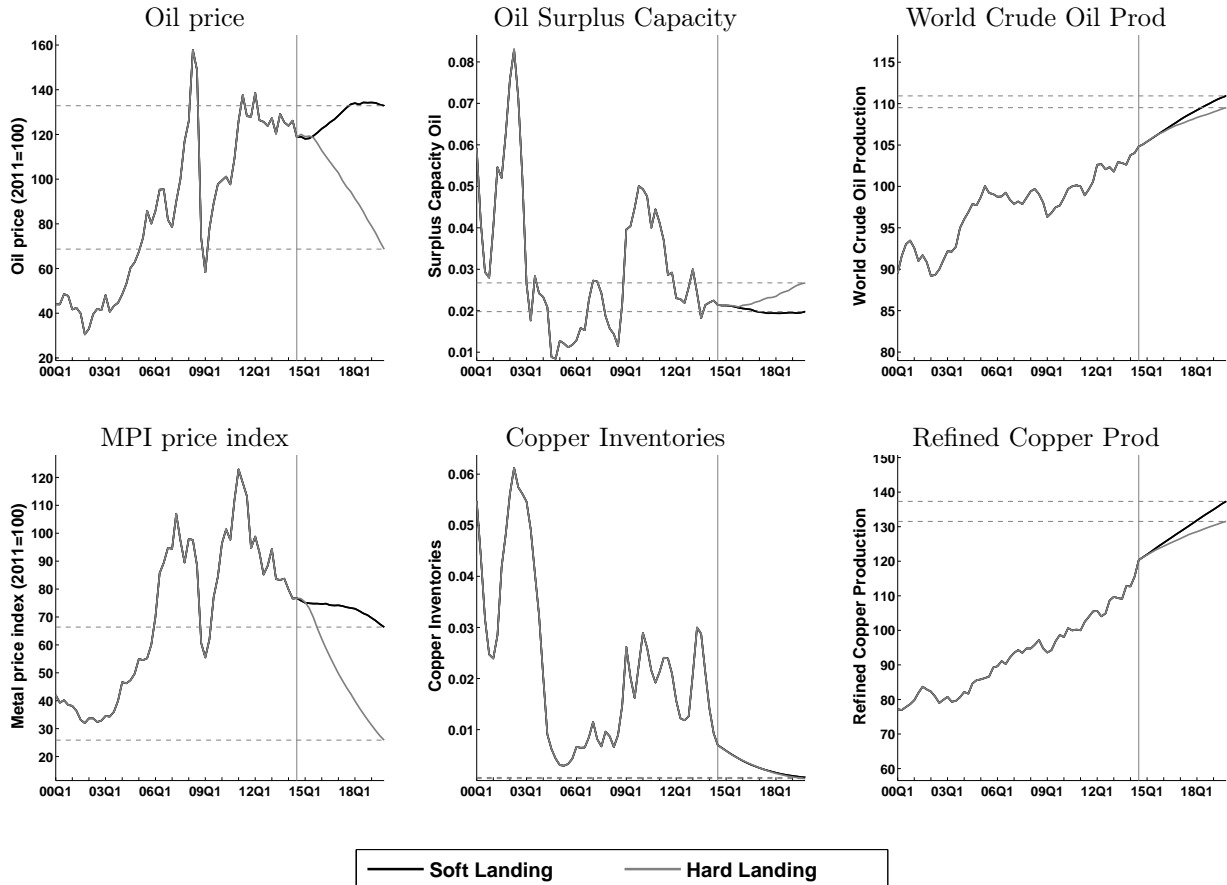 Oil price
Oil price (2011=100)
160
140
120
100
80
60
40
20
00Q1 03Q1 06Q1 09Q1 12Q1 15Q1 18Q1
Oil Surplus Capacity
Surplus Capacity Oil
0.08
0.07
0.06
0.05
0.04
0.03
0.02
0.01
00Q1 03Q1 06Q1 09Q1 12Q1 15Q1 18Q1
World Crude Oil Prod
World Crude Oil Production
115
110
105
100
95
90
85
80
00Q1 03Q1 06Q1 09Q1 12Q1 15Q1 18Q1
MPI price index
Metal price index (2011=100)
120
110
100
90
80
70
60
50
40
30
20
00Q1 03Q1 06Q1 09Q1 12Q1 15Q1 18Q1
Copper Inventories
Copper Inventories
0.06
0.05
0.04
0.03
0.02
0.01
00Q1 03Q1 06Q1 09Q1 12Q1 15Q1 18Q1
Refined Copper Prod
Refined Copper Production
150
140
130
120
110
100
90
80
70
60
00Q1 03Q1 06Q1 09Q1 12Q1 15Q1 18Q1
Soft Landing Hard Landing